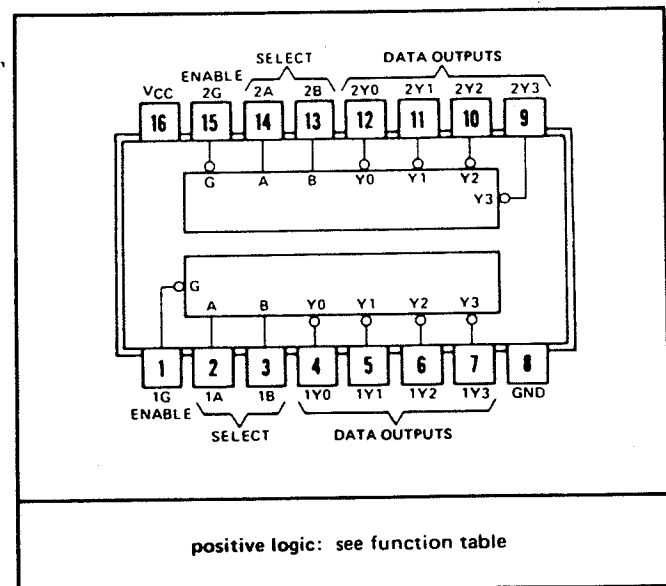 SELECT
DATA OUTPUTS
ENABLE
VCC 2G 2A 2B 2Y0 2Y1 2Y2 2Y3
16 15 14 13 12 11 10 9
G A B Y0 Y1 Y2
Y3
G
A B Y0 Y1 Y2 Y3
1 2 3 4 5 6 7 8
1G 1A 1B 1Y0 1Y1 1Y2 1Y3 GND
ENABLE
SELECT DATA OUTPUTS
positive logic: see function table